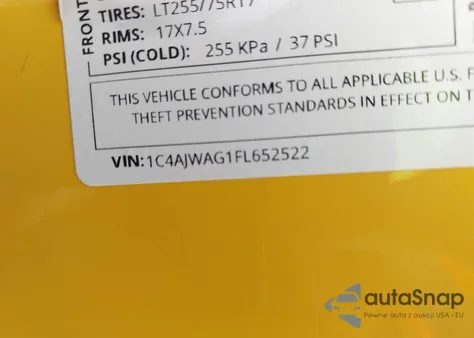 FRONT
TIRES: LT255/75R17
RIMS: 17X7.5
PSI (COLD): 255 KPa / 37 PSI
THIS VEHICLE CONFORMS TO ALL APPLICABLE U.S. F
THEFT PREVENTION STANDARDS IN EFFECT ON T
VIN:1C4AJWAG1FL652522
autoSnap
Pewne auta z aukcji USA i EU